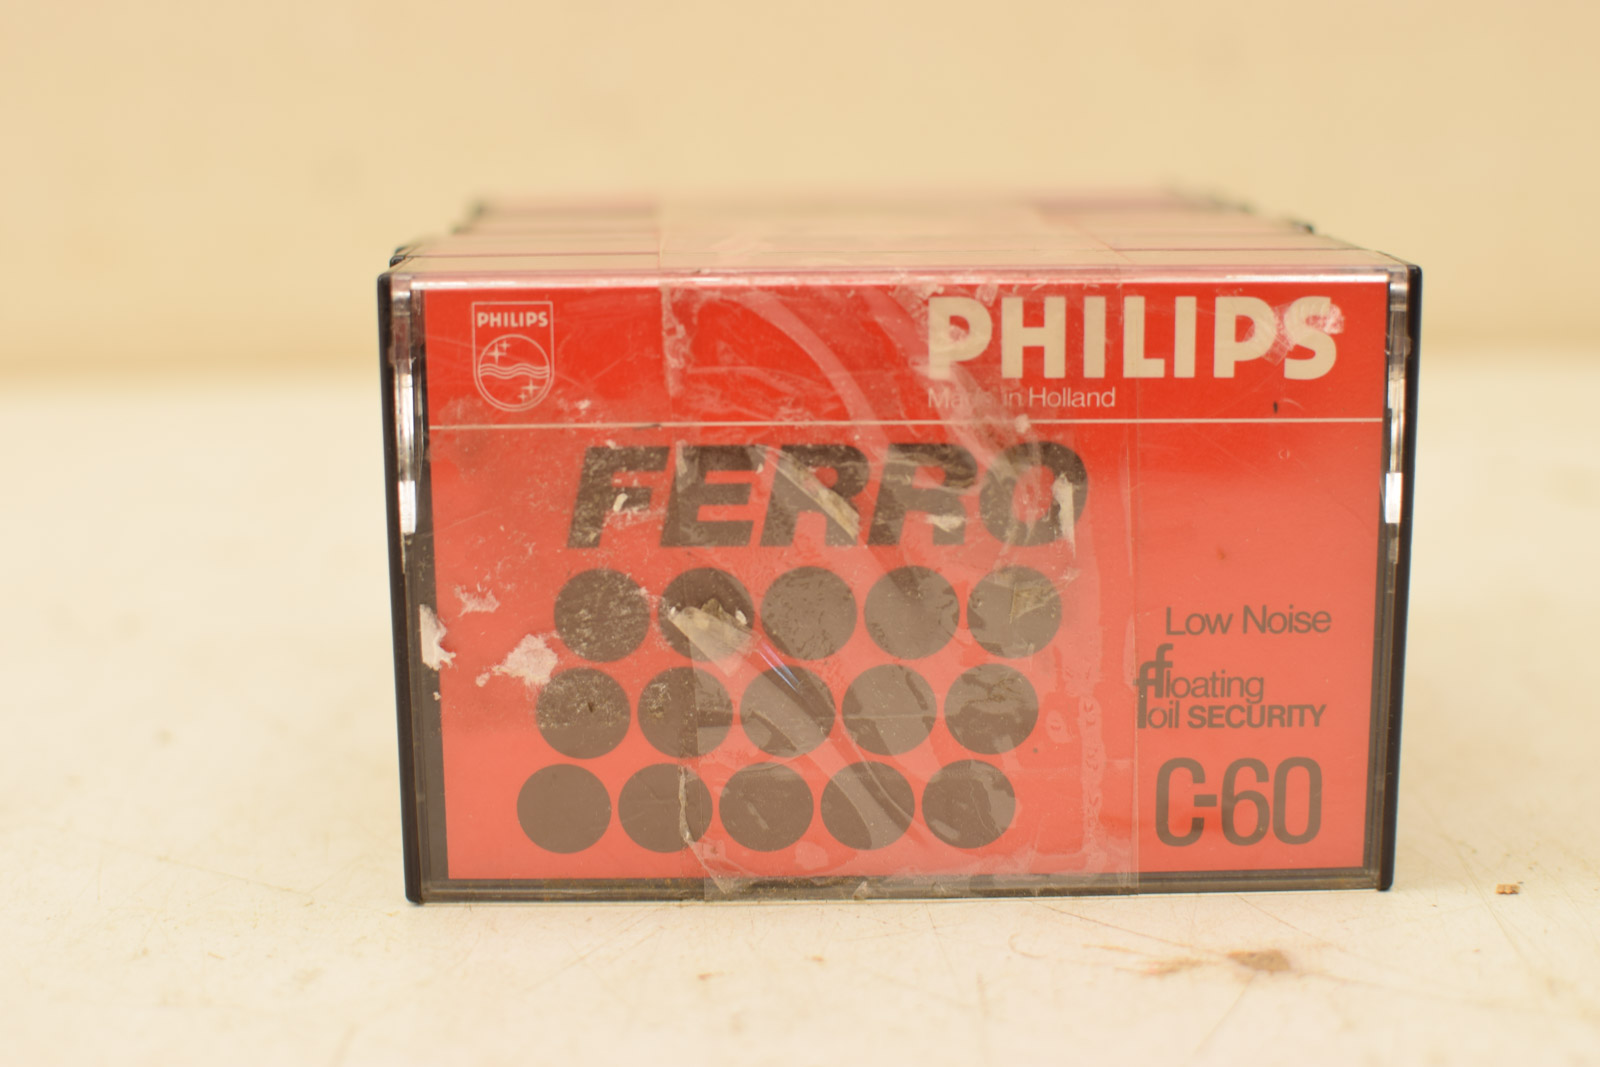 PHILIPS
PHILIPS
Made in Holland
FERRO
Low Noise
floating
foil SECURITY
C-60